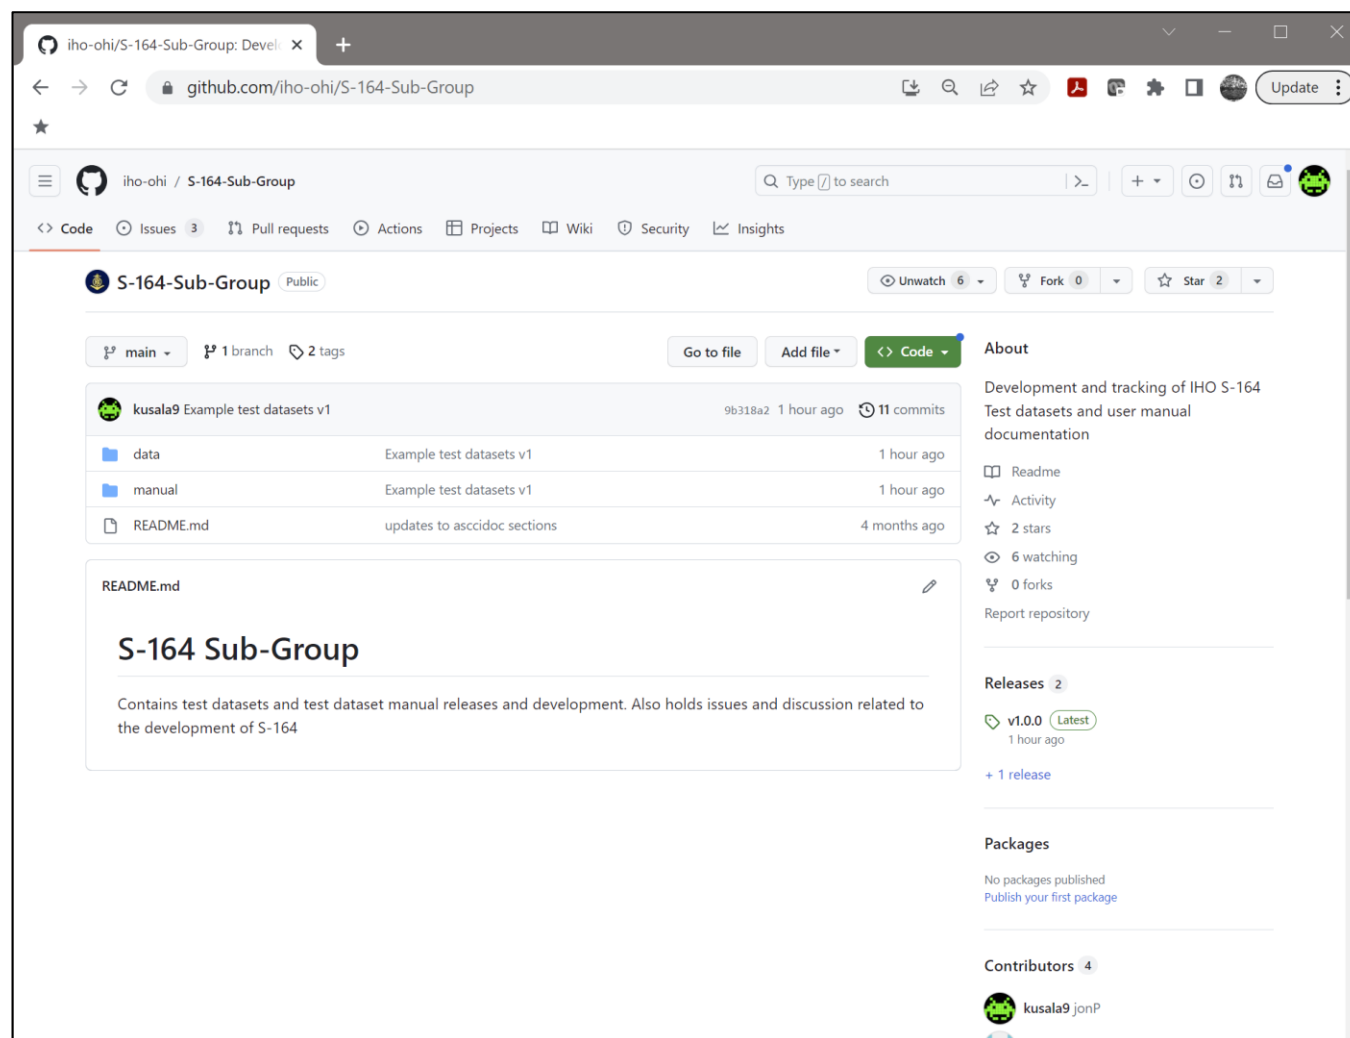 iho-ohi/S-164-Sub-Group: Devel
github.com/iho-ohi/S-164-Sub-Group
Update
iho-ohi / S-164-Sub-Group
Type / to search
Code Issues 3 Pull requests Actions Projects Wiki Security Insights
S-164-Sub-Group Public
Unwatch 6 Fork 0 Star 2
main 1 branch 2 tags Go to file Add file Code
kusala9 Example test datasets v1 9b318a2 1 hour ago 11 commits
data Example test datasets v1 1 hour ago
manual Example test datasets v1 1 hour ago
README.md updates to asccidoc sections 4 months ago
README.md
S-164 Sub-Group
Contains test datasets and test dataset manual releases and development. Also holds issues and discussion related to
the development of S-164
About
Development and tracking of IHO S-164
Test datasets and user manual
documentation
Readme
Activity
2 stars
6 watching
0 forks
Report repository
Releases 2
v1.0.0 Latest
1 hour ago
+ 1 release
Packages
No packages published
Publish your first package
Contributors 4
kusala9 jonP